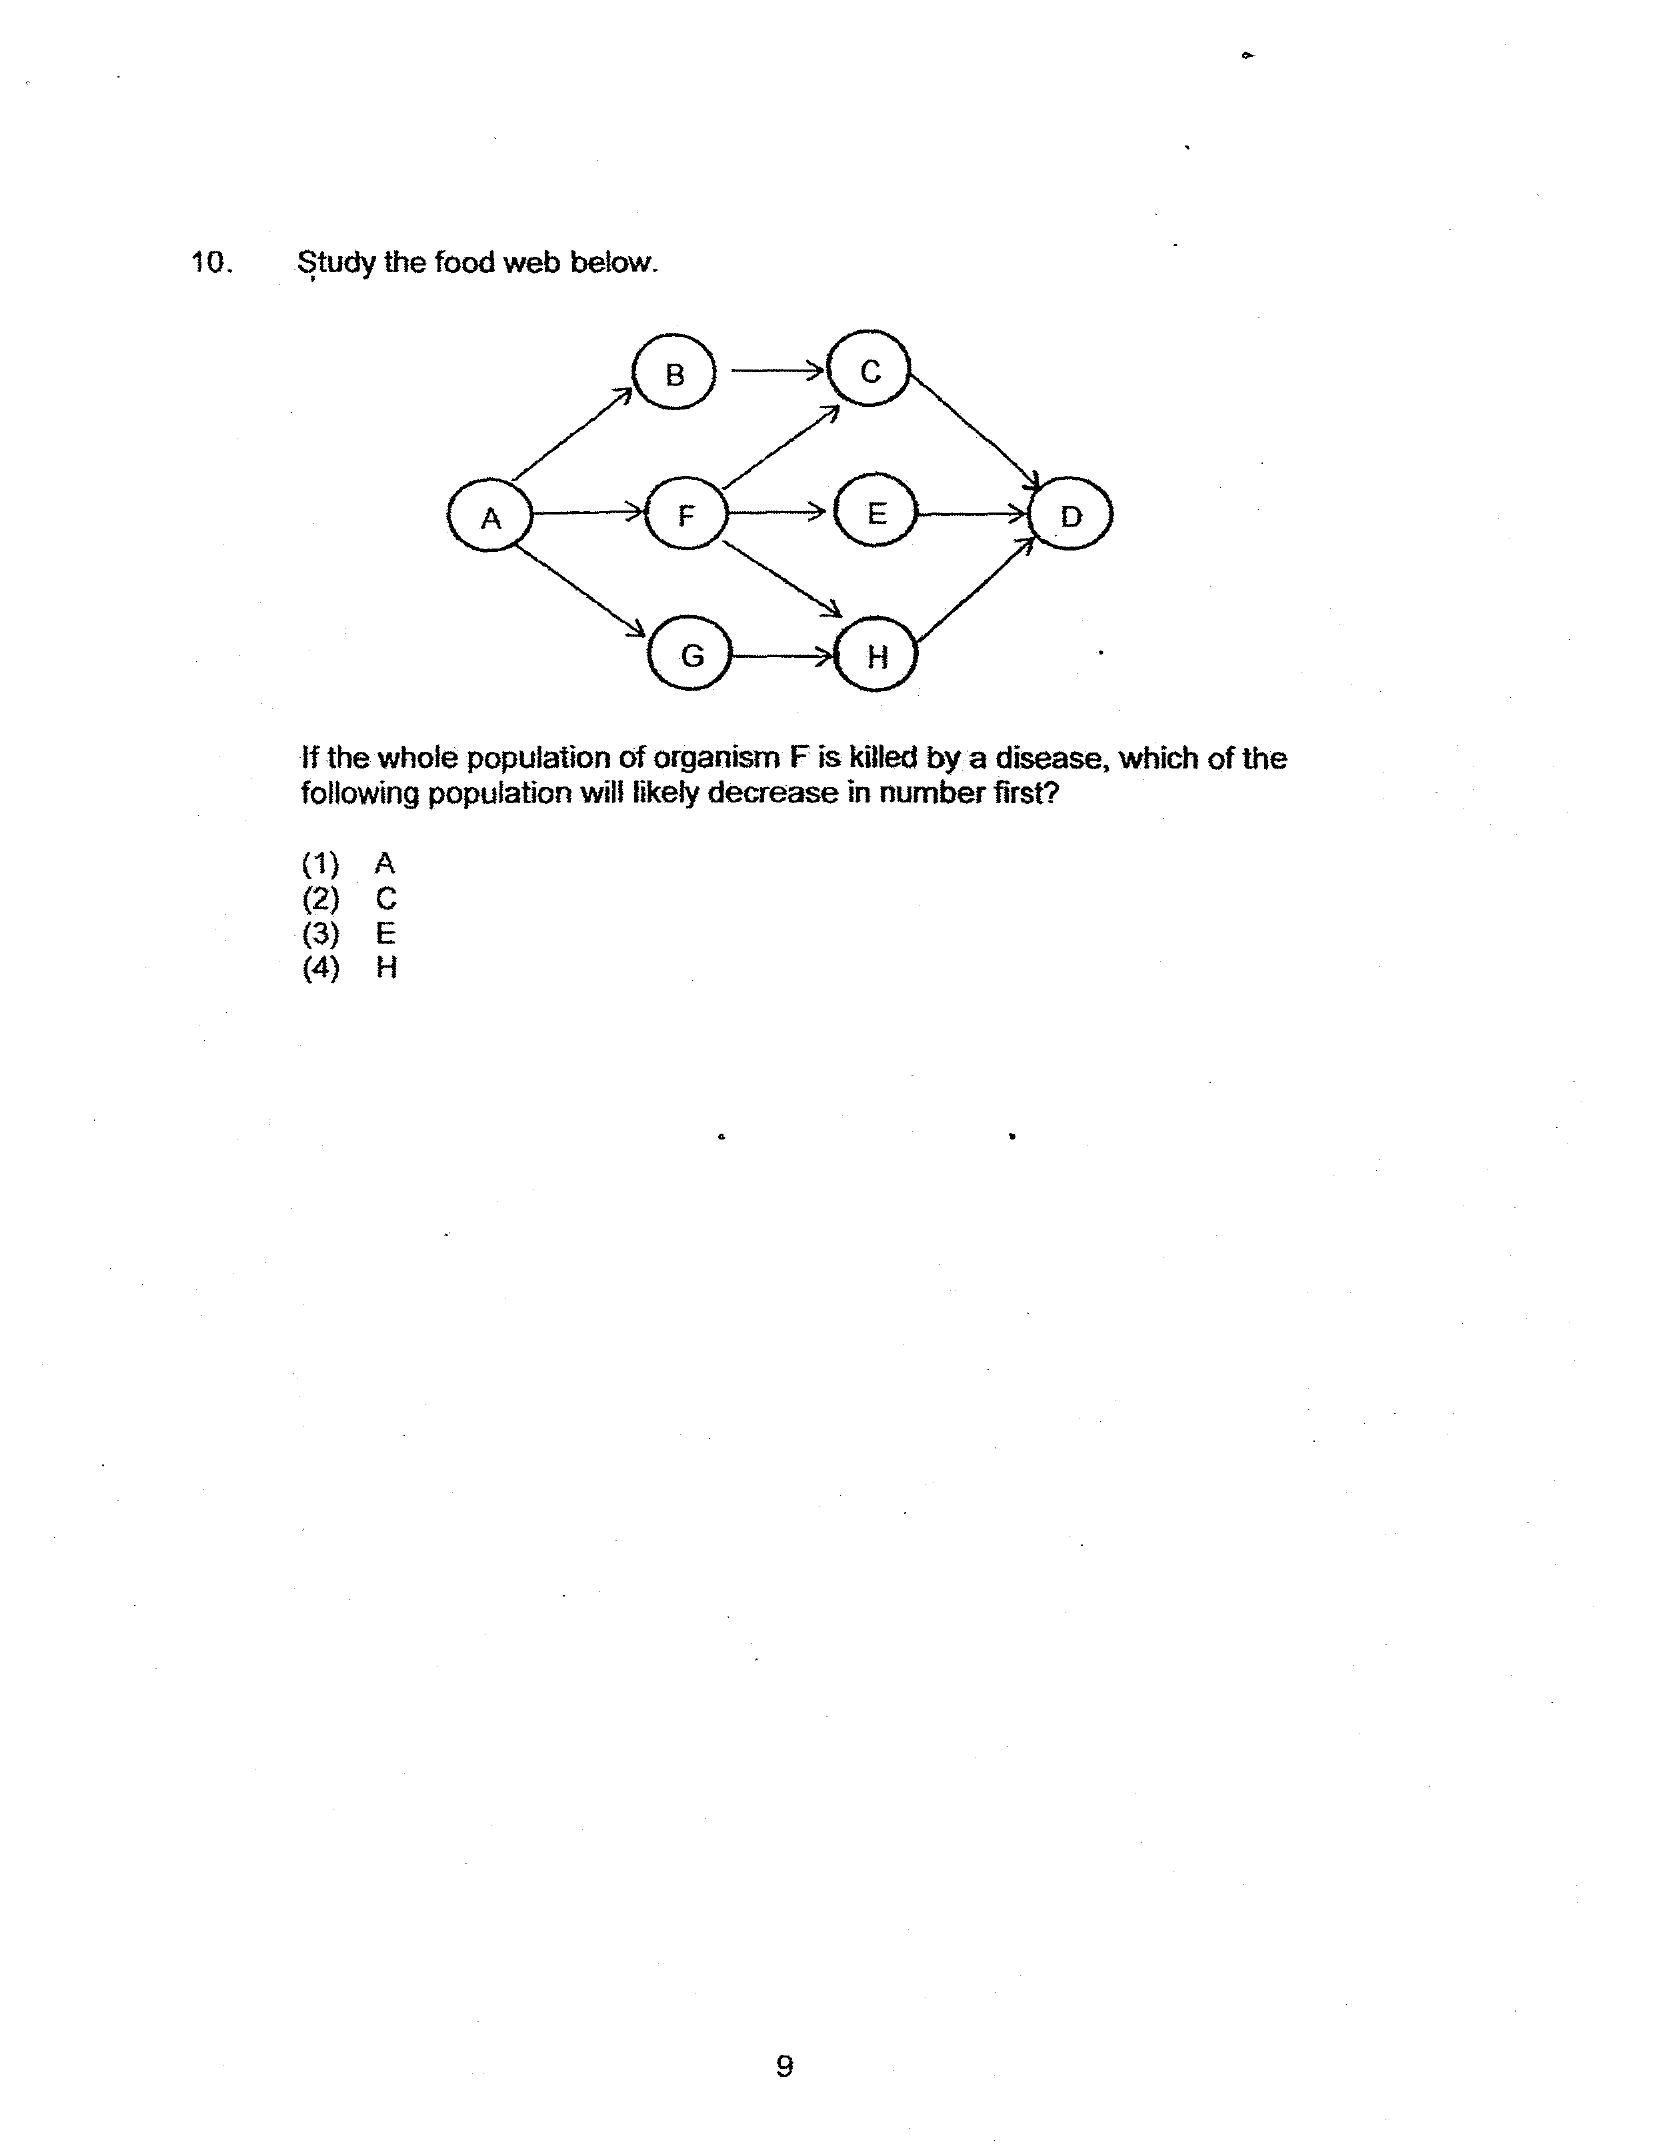 10. Study the food web below.
B C
A F E D
G H
If the whole population of organism F is killed by a disease, which of the
following population will likely decrease in number first?
(1) A
(2) C
(3) E
(4) H
9